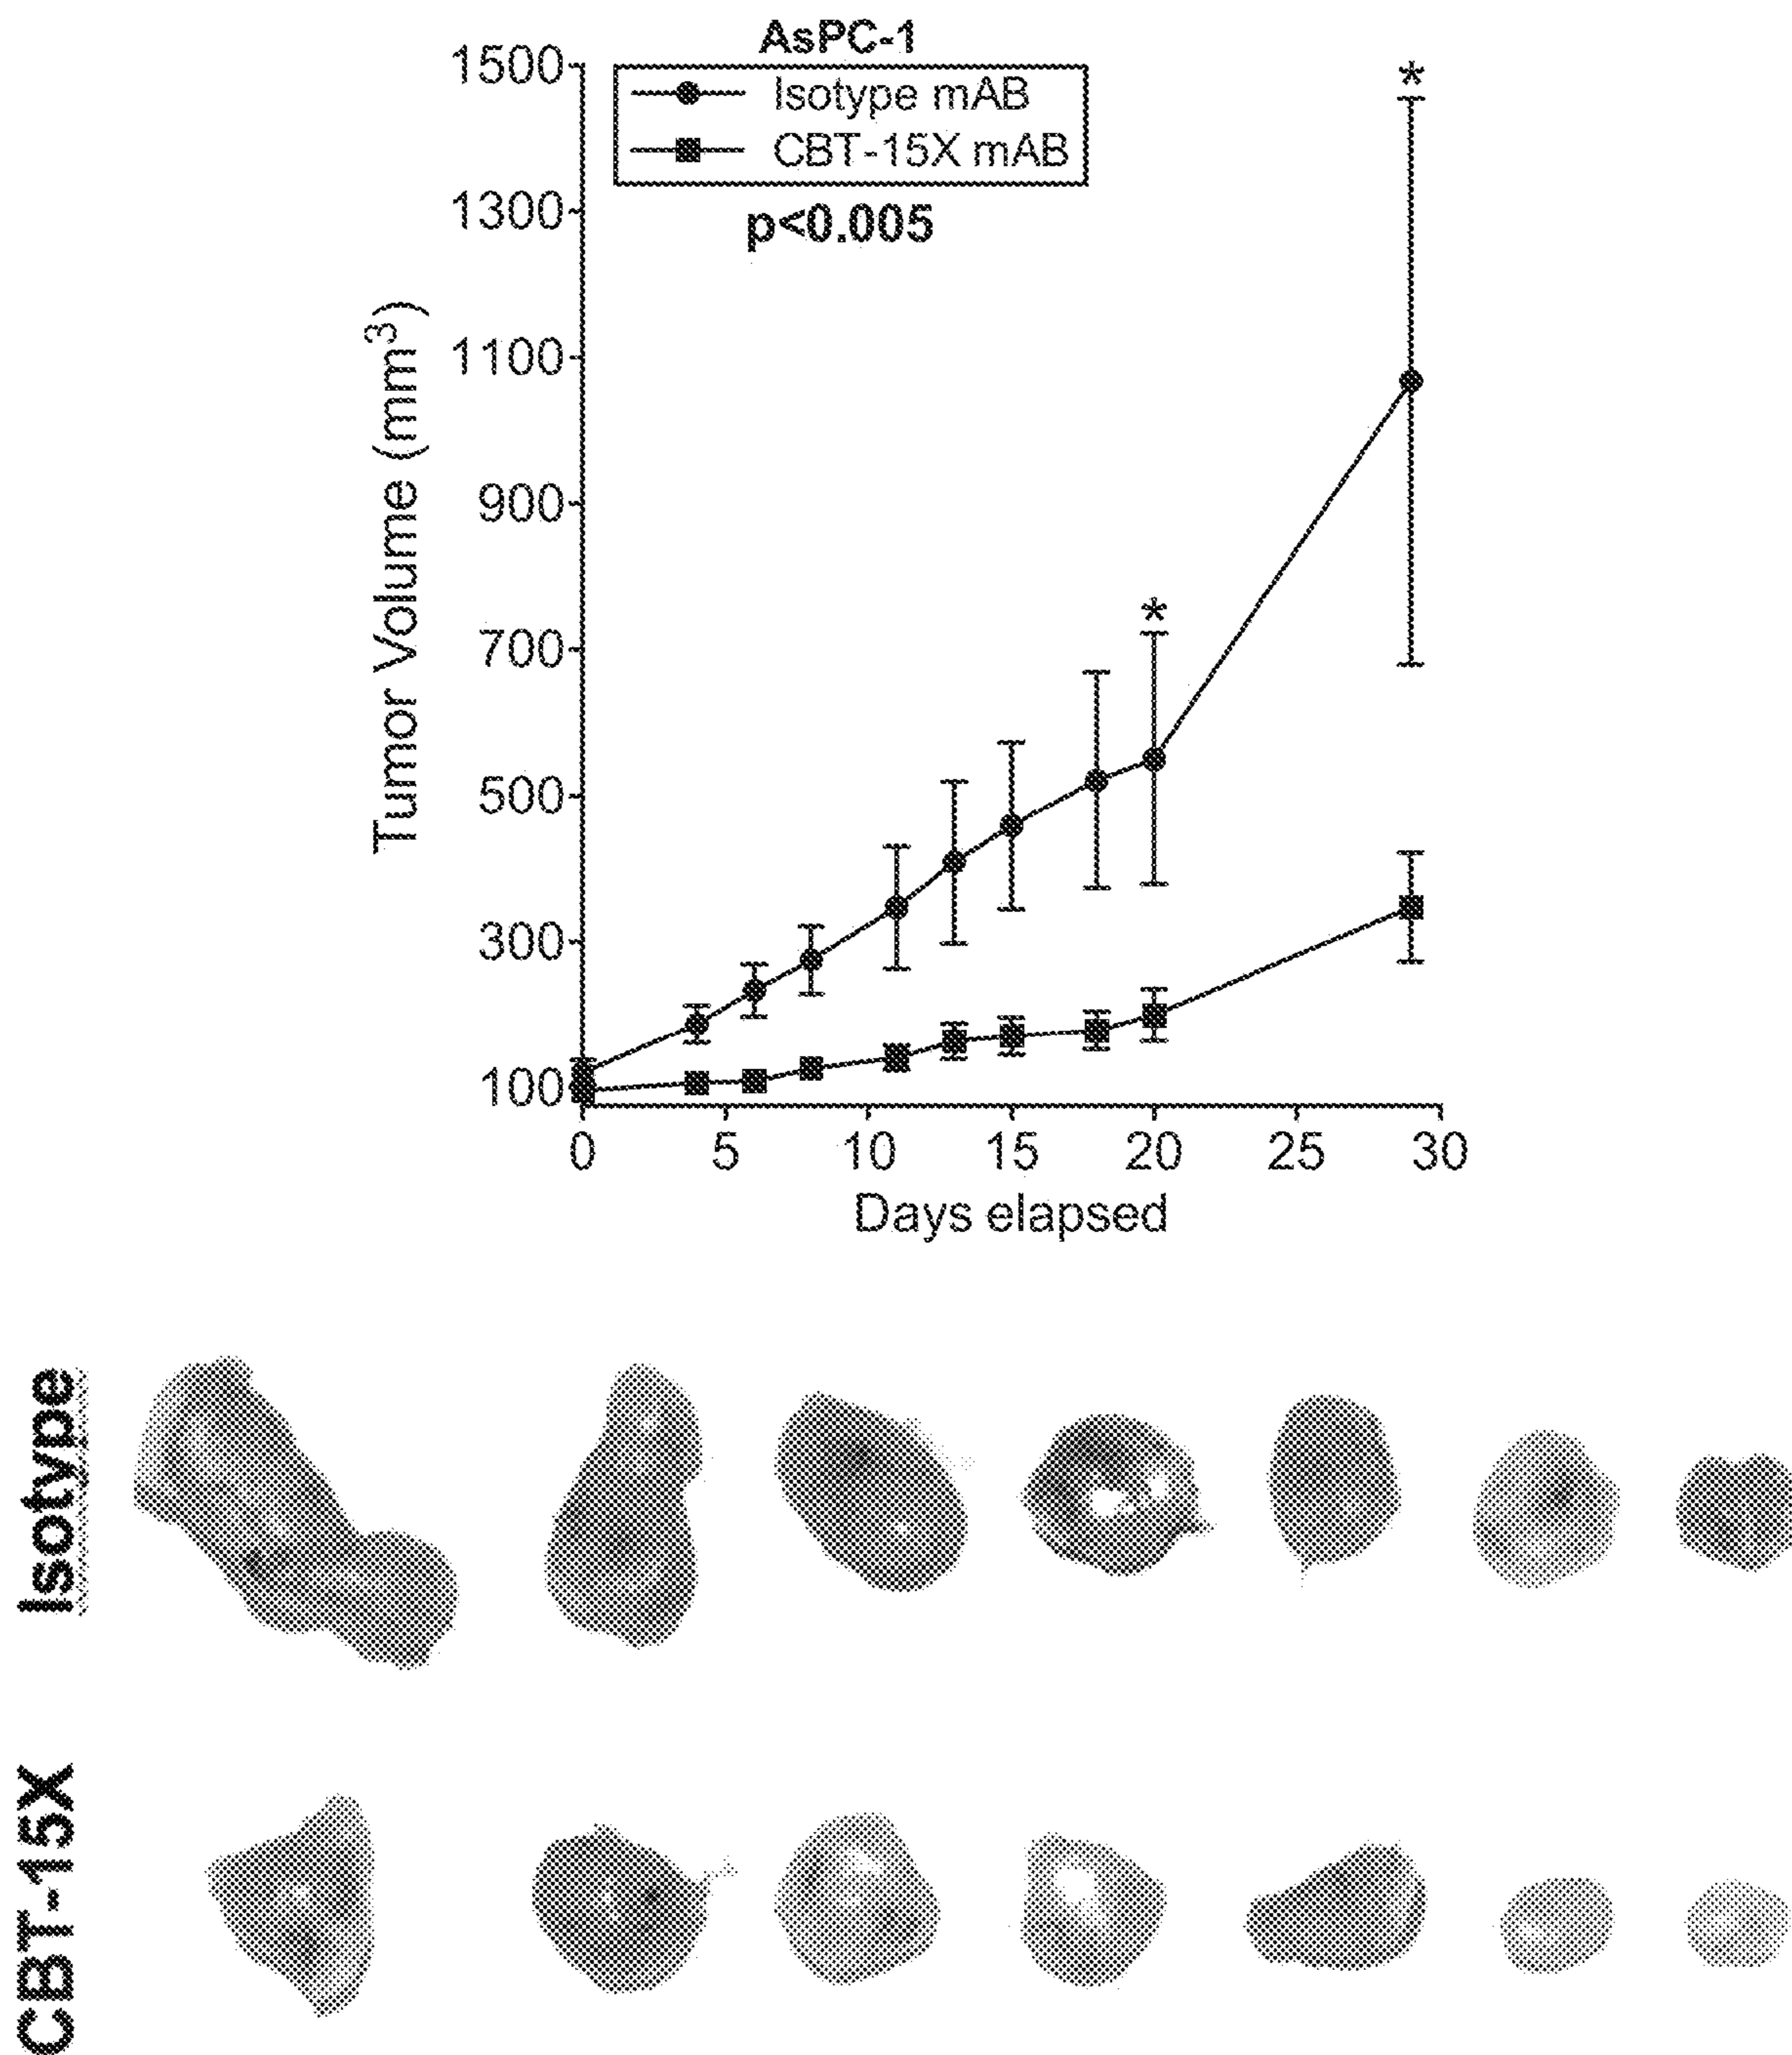 AsPC-1
Isotype mAB
CBT-15X mAB
p<0.005
1500
1300
1100
900
700
500
300
100
Tumor Volume (mm³)
*
*
0 5 10 15 20 25 30
Days elapsed
Isotype
CBT-15X